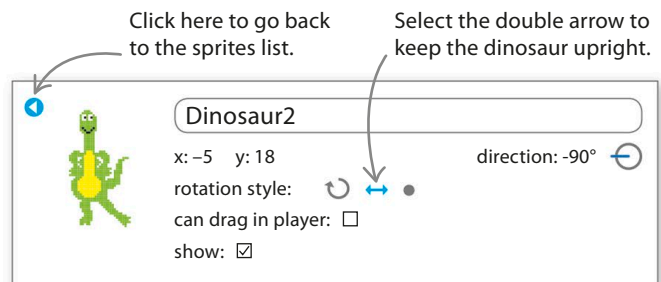 Click here to go back
to the sprites list.
Select the double arrow to
keep the dinosaur upright.
Dinosaur2
x: –5 y: 18 direction: -90°
rotation style:
can drag in player:
show: